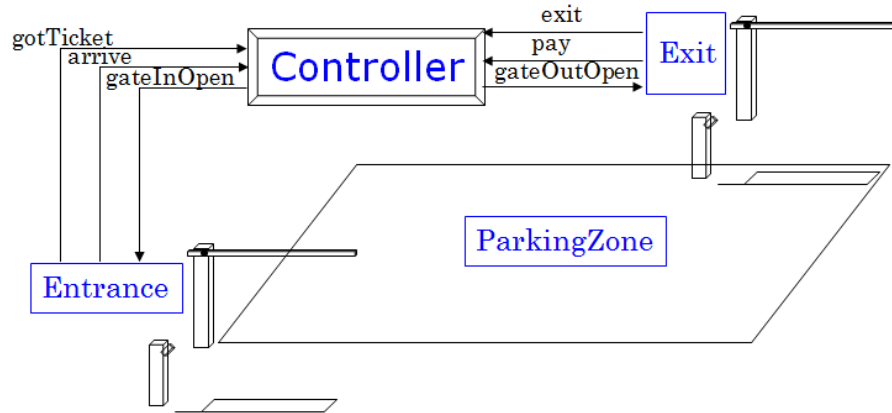 exit
gotTicket
arrive
pay
gateInOpen
Controller
gateOutOpen
Exit
ParkingZone
Entrance